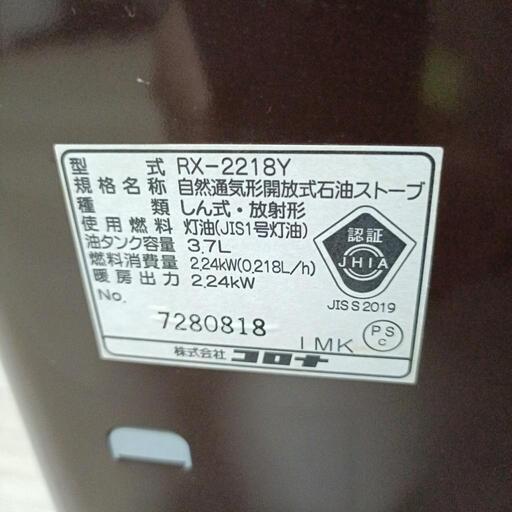 型式 RX-2218Y
規格名称 自然通気形開放式石油ストーブ
種類 しん式・放射形
使用燃料 灯油(JIS1号灯油)
油タンク容量 3.7L
燃料消費量 2.24kW(0.218L/h)
暖房出力 2.24kW
No.
7280818
認証
JHIA
JIS S 2019
1MK
PS
C
株式会社 コロナ